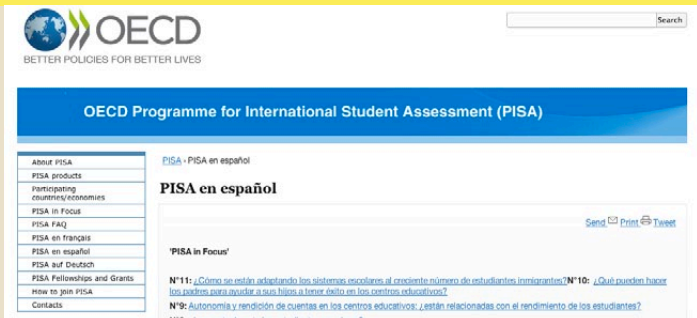 OECD
BETTER POLICIES FOR BETTER LIVES
Search
OECD Programme for International Student Assessment (PISA)
About PISA
PISA products
Participating
countries/economies
PISA in Focus
PISA FAQ
PISA en français
PISA en español
PISA auf Deutsch
PISA Fellowships and Grants
How to join PISA
Contacts
PISA › PISA en español
PISA en español
Send Print Tweet
'PISA in Focus'
N°11: ¿Cómo se están adaptando los sistemas escolares al creciente número de estudiantes inmigrantes?N°10: ¿Qué pueden hacer
los padres para ayudar a sus hijos a tener éxito en los centros educativos?
N°9: Autonomía y rendición de cuentas en los centros educativos: ¿están relacionadas con el rendimiento de los estudiantes?